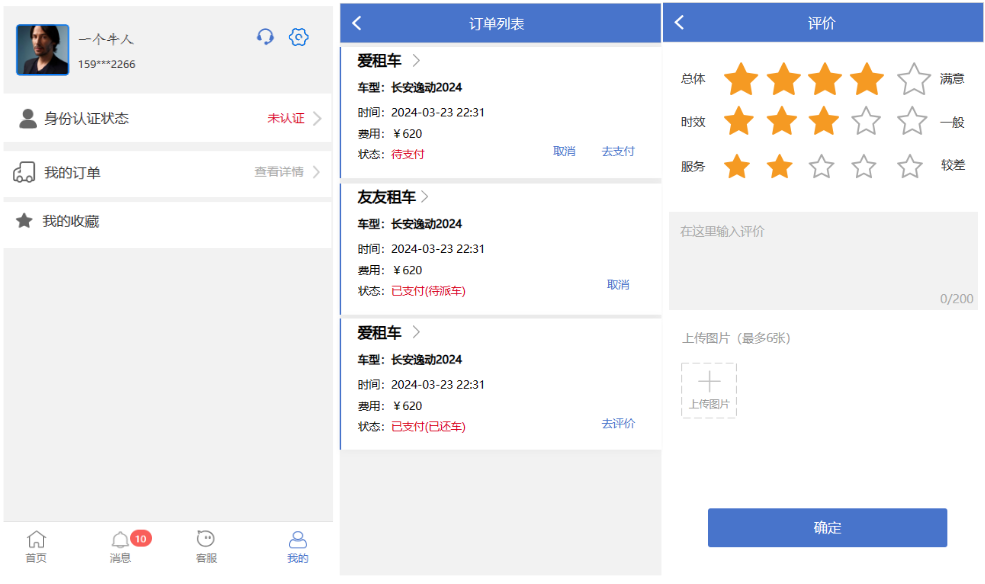 一个牛人
159***2266
身份认证状态 未认证
我的订单 查看详情
我的收藏
首页 消息 10 客服 我的
订单列表
爱租车
车型：长安逸动2024
时间：2024-03-23 22:31
费用：￥620
状态：待支付 取消 去支付
友友租车
车型：长安逸动2024
时间：2024-03-23 22:31
费用：￥620
状态：已支付(待派车) 取消
爱租车
车型：长安逸动2024
时间：2024-03-23 22:31
费用：￥620
状态：已支付(已还车) 去评价
评价
总体 满意
时效 一般
服务 较差
在这里输入评价
0/200
上传图片（最多6张）
上传图片
确定